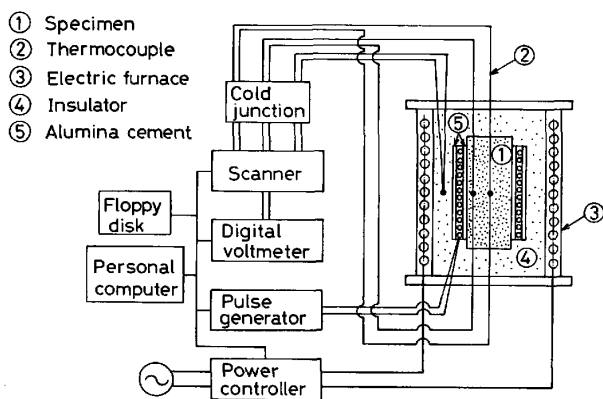 ① Specimen
② Thermocouple
③ Electric furnace
④ Insulator
⑤ Alumina cement
②
Cold
junction
⑤
①
Scanner
Floppy
disk
Digital
voltmeter
③
Personal
computer
④
Pulse
generator
Power
controller